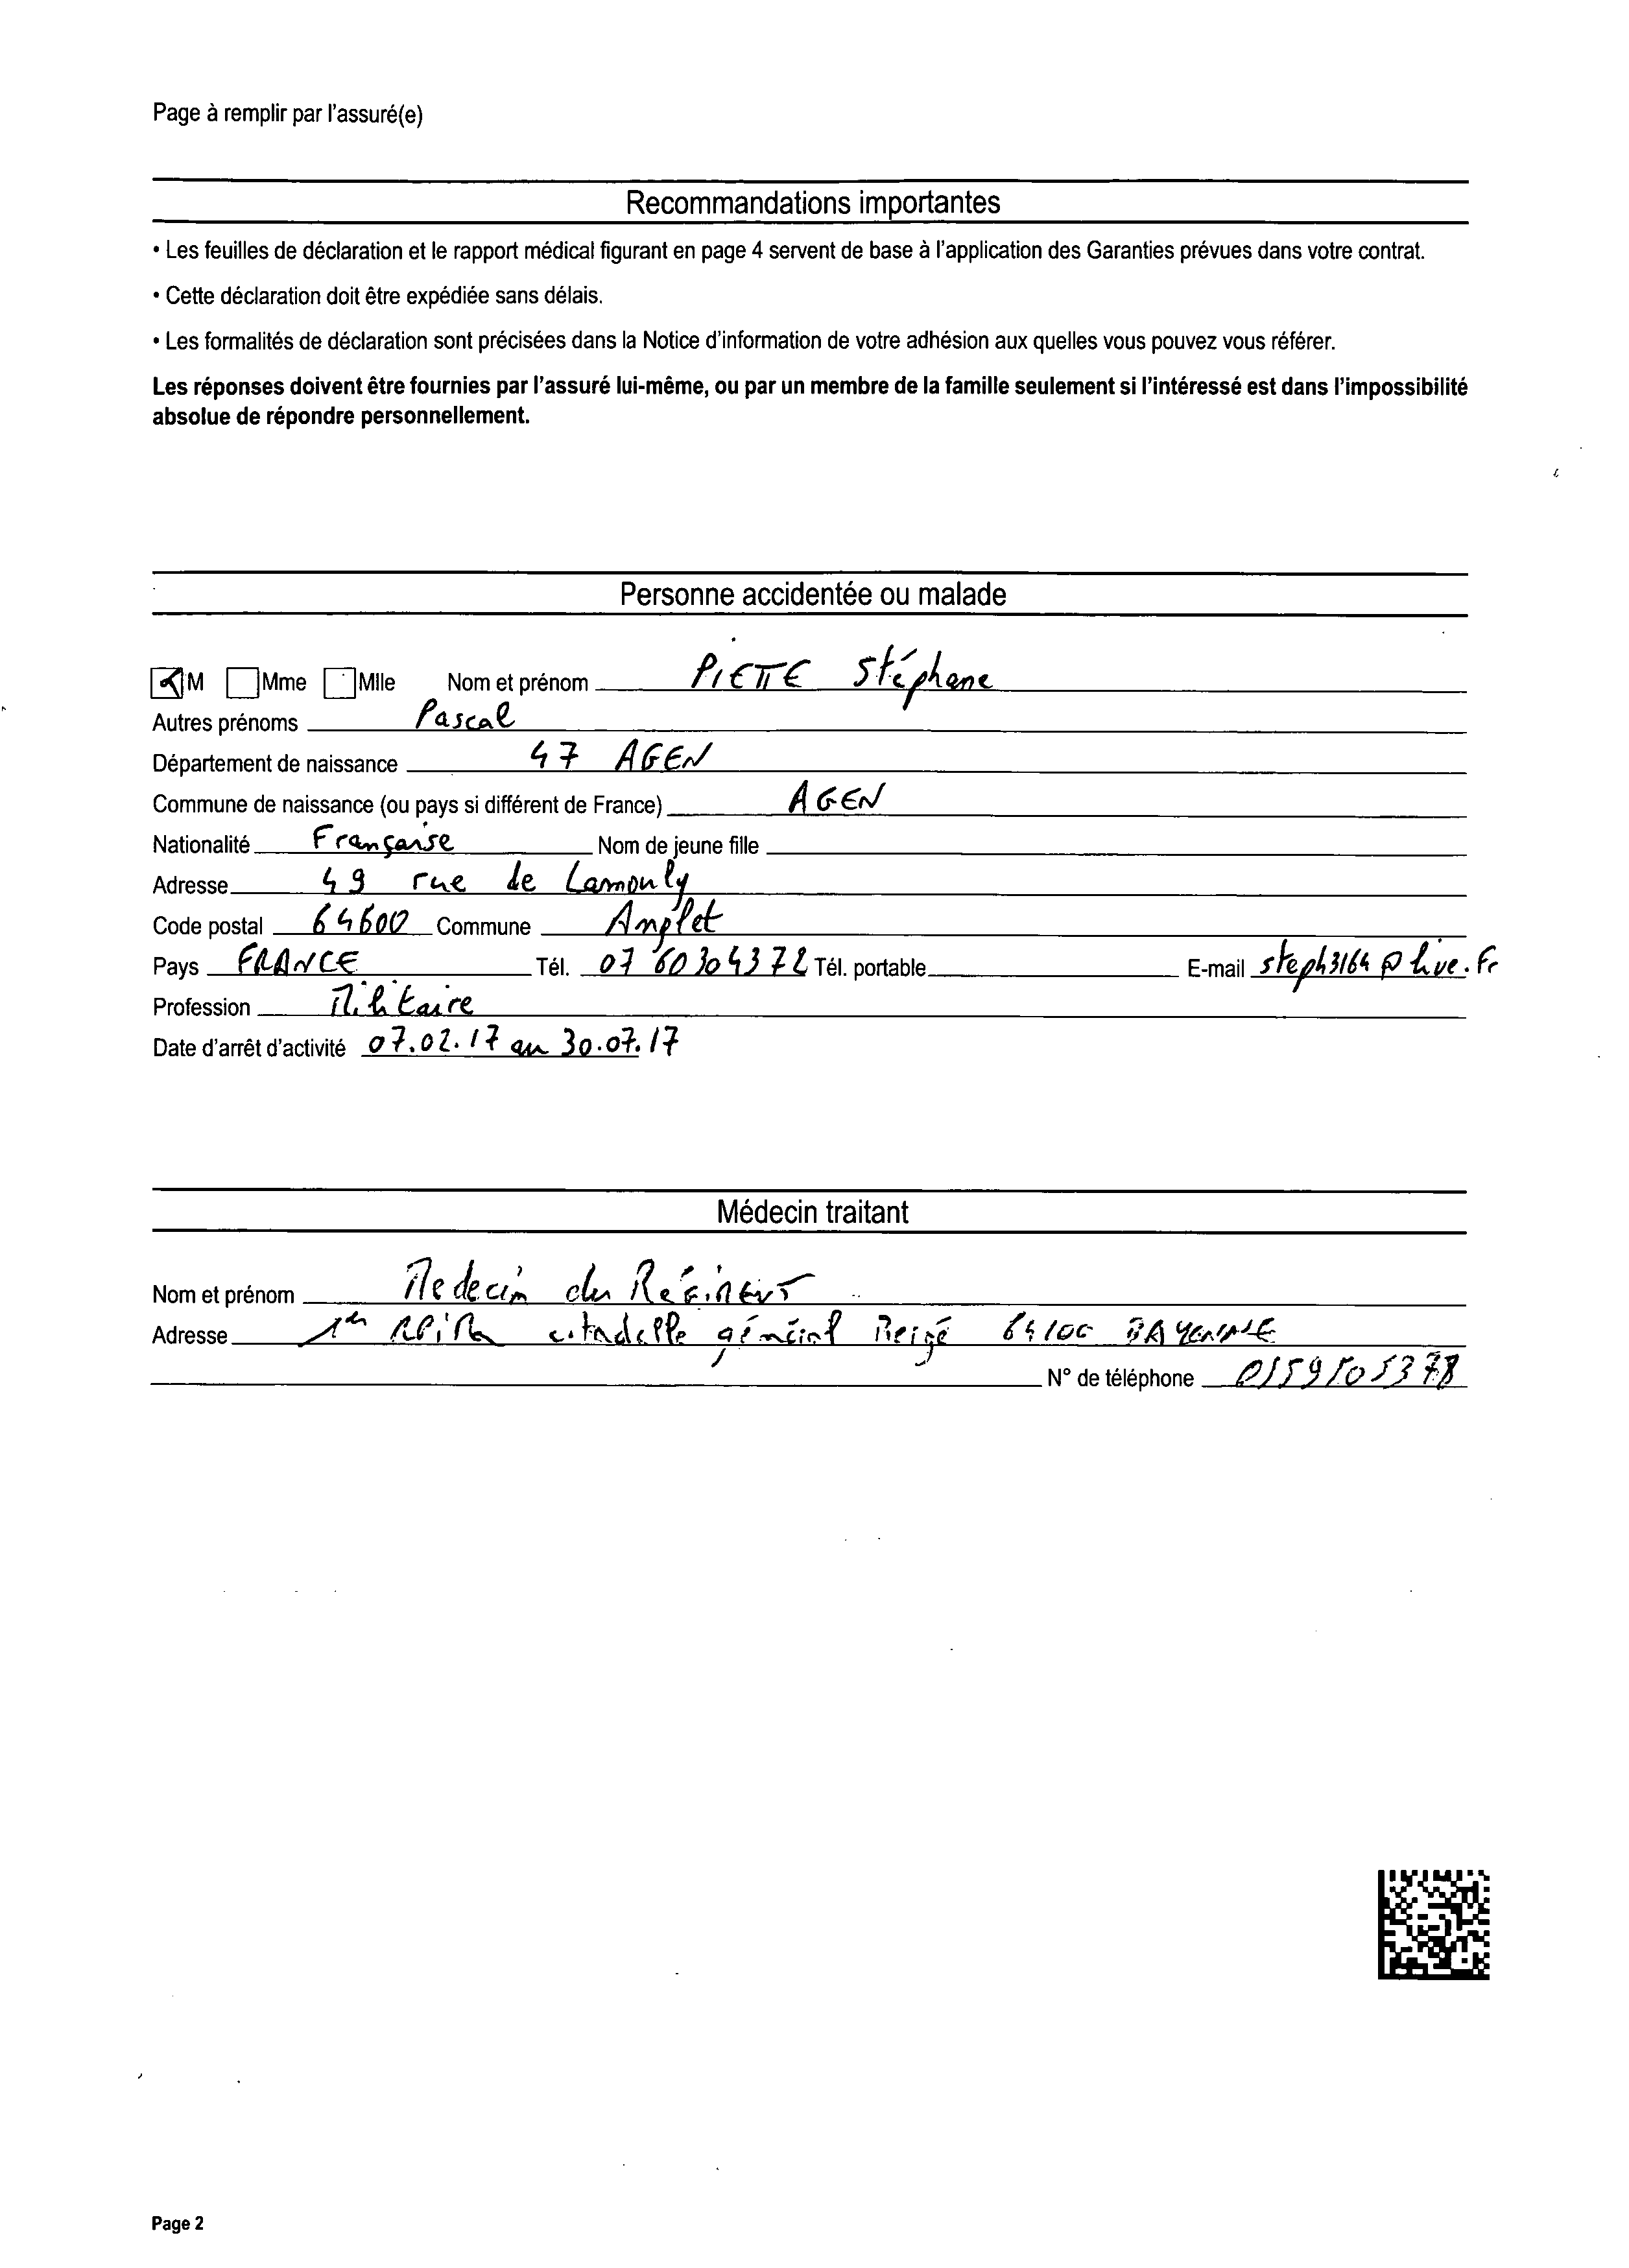 Page à remplir par l'assuré(e)
Recommandations importantes
• Les feuilles de déclaration et le rapport médical figurant en page 4 servent de base à l'application des Garanties prévues dans votre contrat.
• Cette déclaration doit être expédiée sans délais.
• Les formalités de déclaration sont précisées dans la Notice d'information de votre adhésion aux quelles vous pouvez vous référer.
Les réponses doivent être fournies par l'assuré lui-même, ou par un membre de la famille seulement si l'intéressé est dans l'impossibilité
absolue de répondre personnellement.
Personne accidentée ou malade
M Mme Mlle Nom et prénom PIETTE Stéphane
Autres prénoms Pascal
Département de naissance 47 AGEN
Commune de naissance (ou pays si différent de France) AGEN
Nationalité Française Nom de jeune fille
Adresse 49 rue de Lamouly
Code postal 64600 Commune Anglet
Pays FRANCE Tél. 07 60 30 43 72 Tél. portable E-mail steph3164@live.fr
Profession Militaire
Date d'arrêt d'activité 07.02.17 au 30.07.17
Médecin traitant
Nom et prénom Medecin du Régiment
Adresse 1er RPIMa citadelle général Bergé 64100 BAYONNE
N° de téléphone 0559505378
Page 2